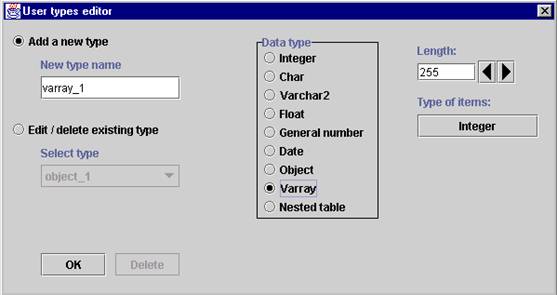 User types editor
Add a new type
New type name
varray_1
Edit / delete existing type
Select type
object_1
OK
Delete
Data type
Integer
Char
Varchar2
Float
General number
Date
Object
Varray
Nested table
Length:
255
Type of items:
Integer